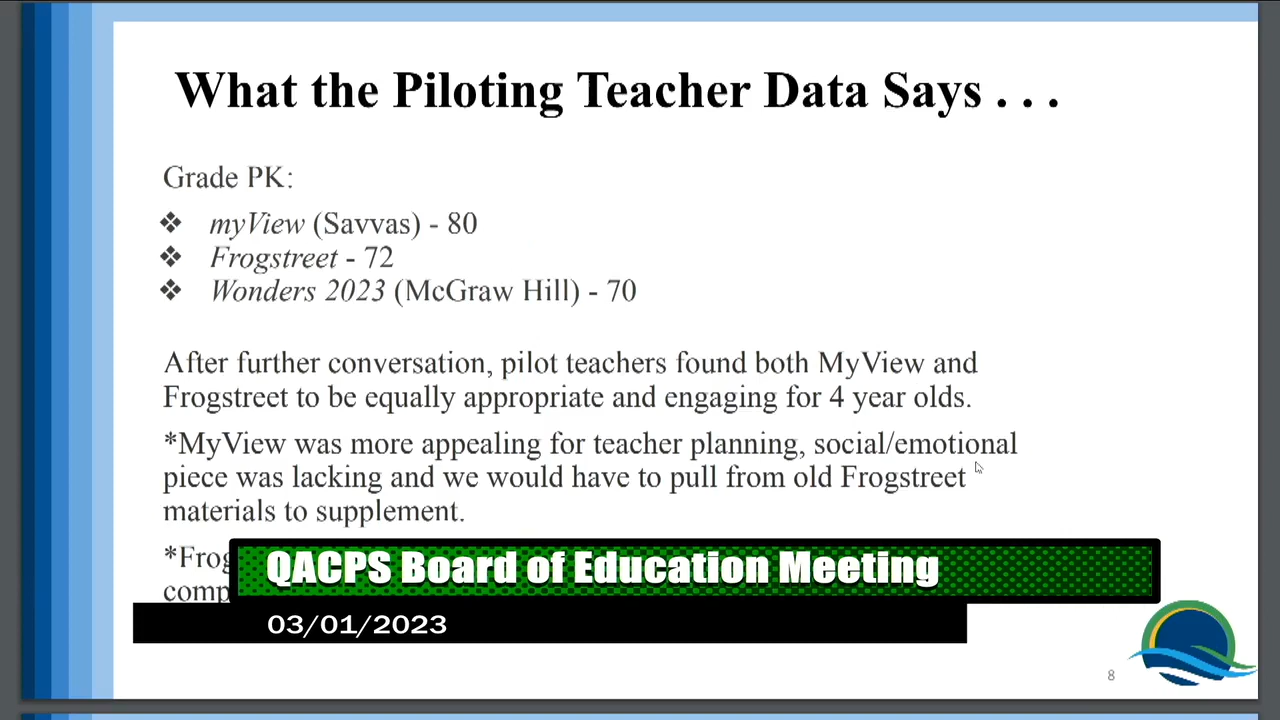 What the Piloting Teacher Data Says . . .
Grade PK:
❖ myView (Savvas) - 80
❖ Frogstreet - 72
❖ Wonders 2023 (McGraw Hill) - 70
After further conversation, pilot teachers found both MyView and
Frogstreet to be equally appropriate and engaging for 4 year olds.
*MyView was more appealing for teacher planning, social/emotional
piece was lacking and we would have to pull from old Frogstreet
materials to supplement.
*Frog
comp
QACPS Board of Education Meeting
03/01/2023
8